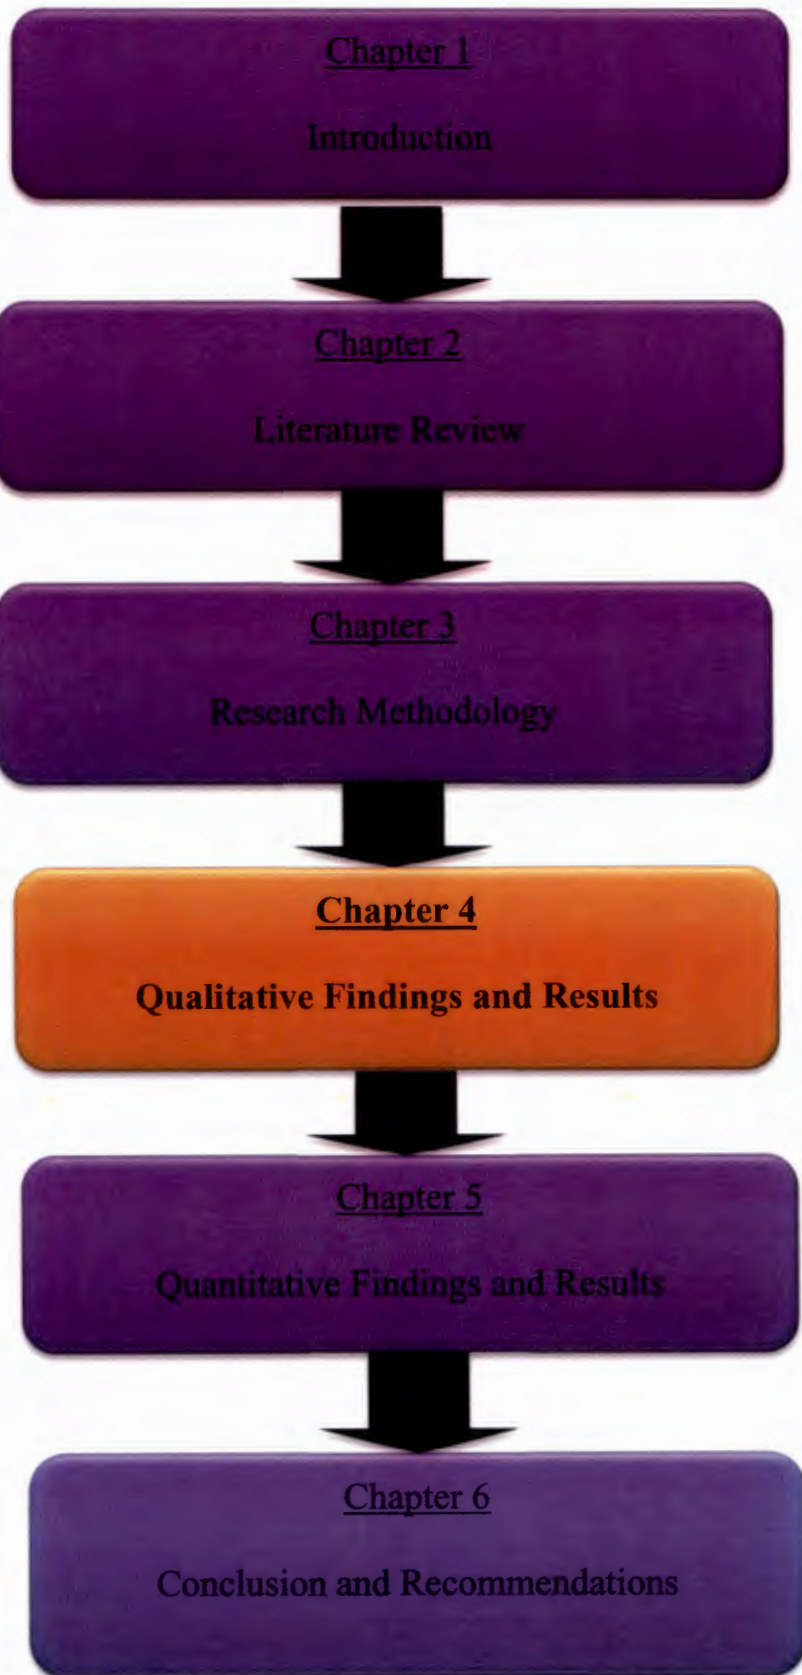 Chapter 1
Introduction
Chapter 2
Literature Review
Chapter 3
Research Methodology
Chapter 4
Qualitative Findings and Results
Chapter 5
Quantitative Findings and Results
Chapter 6
Conclusion and Recommendations